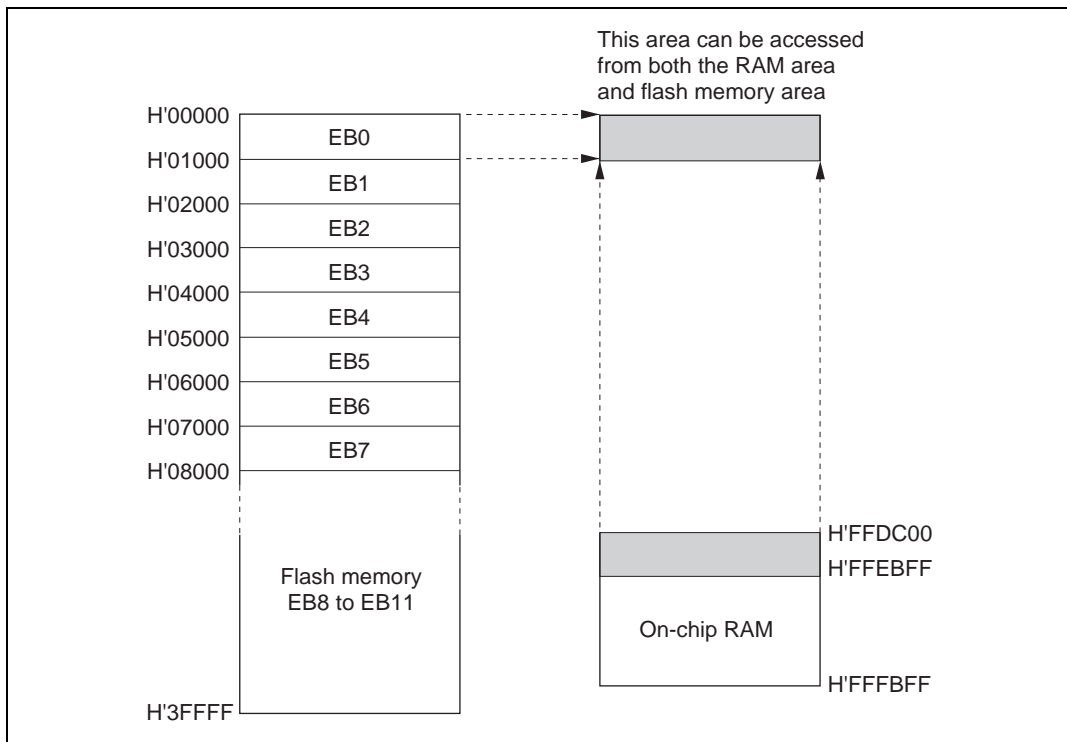 This area can be accessed
from both the RAM area
and flash memory area
H'00000
EB0
H'01000
EB1
H'02000
EB2
H'03000
EB3
H'04000
EB4
H'05000
EB5
H'06000
EB6
H'07000
EB7
H'08000
Flash memory
EB8 to EB11
H'3FFFF
H'FFDC00
H'FFEBFF
On-chip RAM
H'FFFBFF